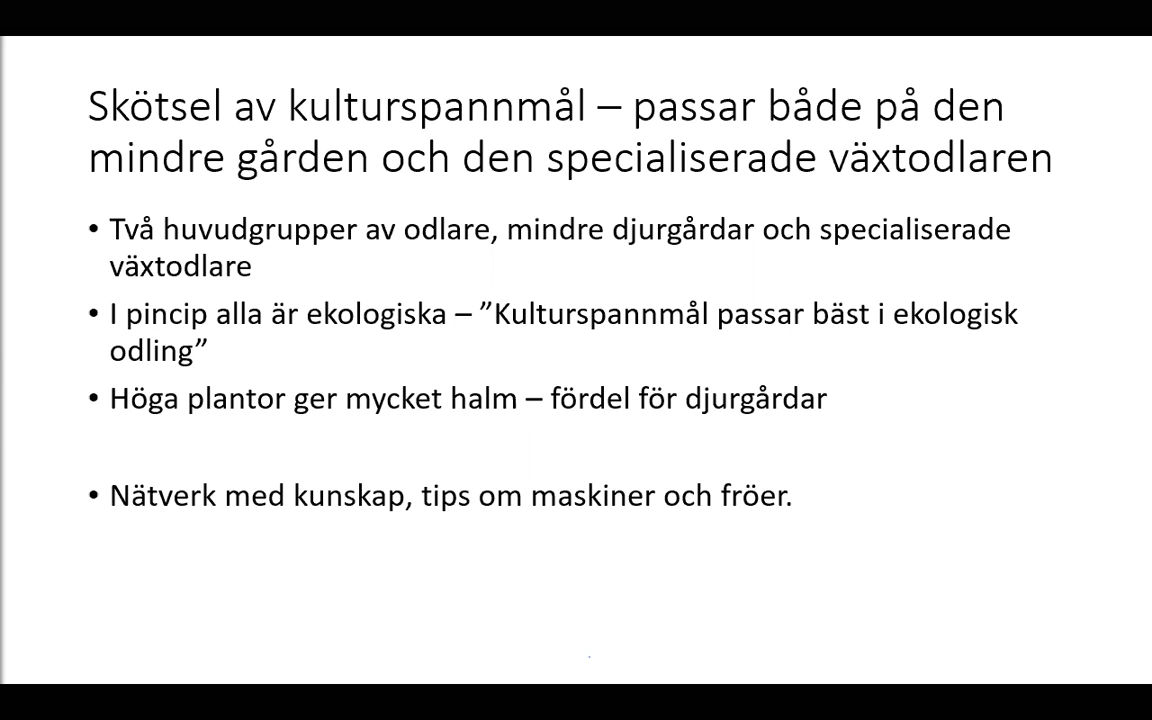 Skötsel av kulturspannmål – passar både på den
mindre gården och den specialiserade växtodlaren
• Två huvudgrupper av odlare, mindre djurgårdar och specialiserade
växtodlare
• I pincip alla är ekologiska – ”Kulturspannmål passar bäst i ekologisk
odling”
• Höga plantor ger mycket halm – fördel för djurgårdar
• Nätverk med kunskap, tips om maskiner och fröer.